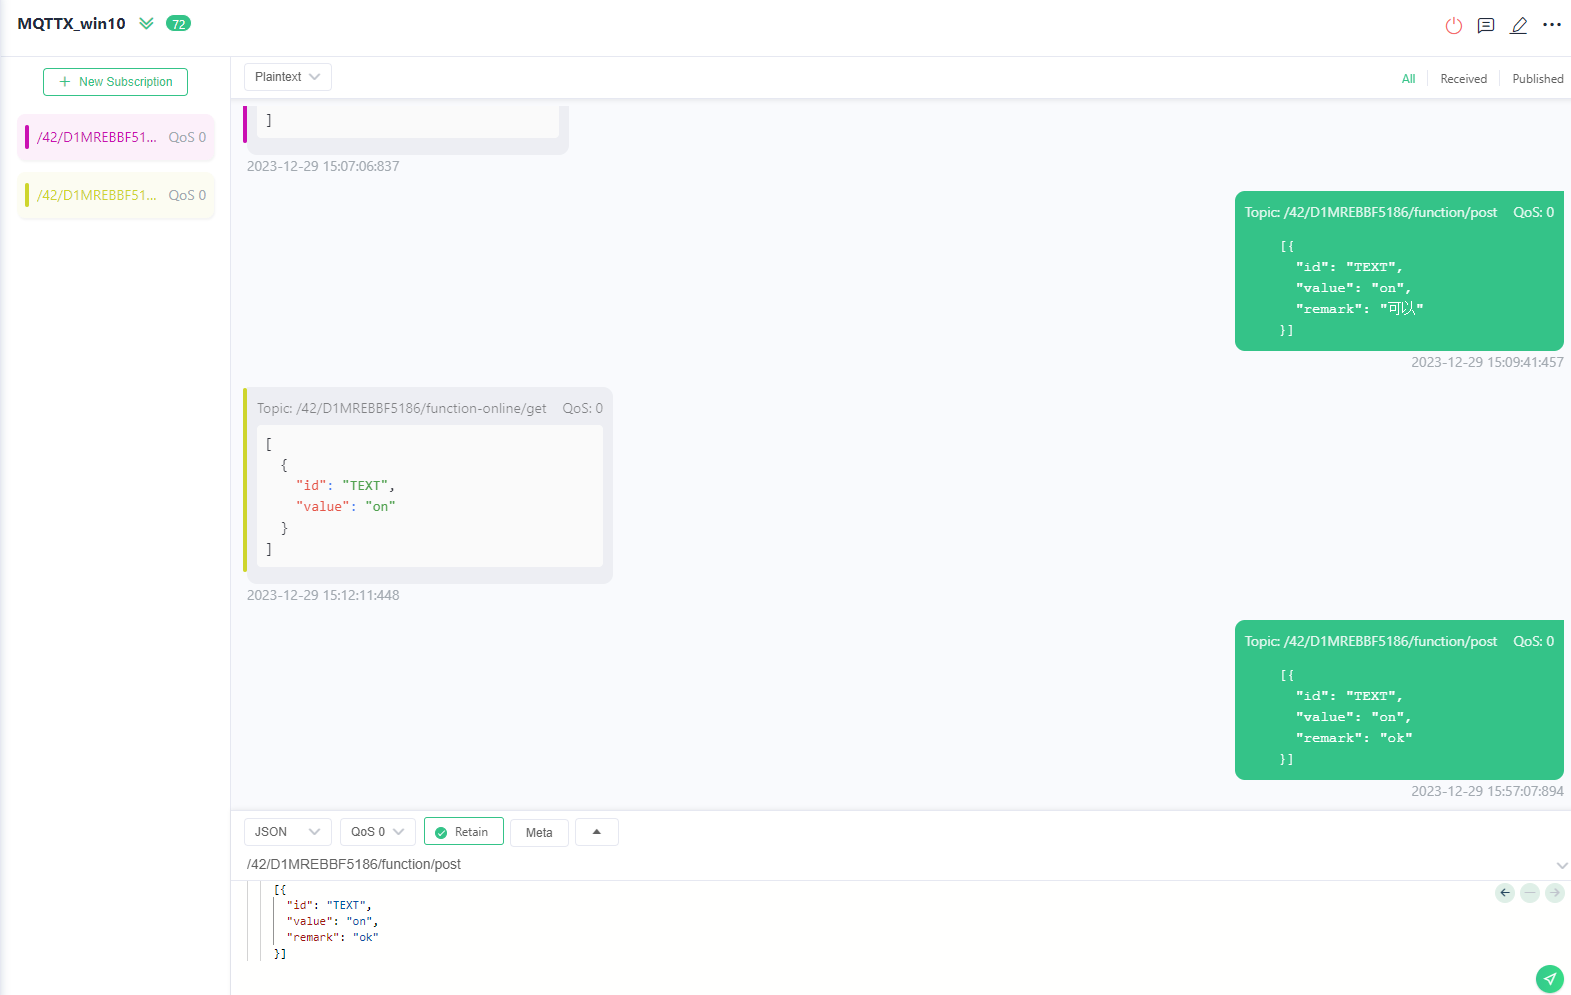 MQTTX_win10 72
New Subscription
/42/D1MREBBF51... QoS 0
/42/D1MREBBF51... QoS 0
Plaintext
All Received Published
]
2023-12-29 15:07:06:837
Topic: /42/D1MREBBF5186/function/post QoS: 0
[{
"id": "TEXT",
"value": "on",
"remark": "可以"
}]
2023-12-29 15:09:41:457
Topic: /42/D1MREBBF5186/function-online/get QoS: 0
[
{
"id": "TEXT",
"value": "on"
}
]
2023-12-29 15:12:11:448
Topic: /42/D1MREBBF5186/function/post QoS: 0
[{
"id": "TEXT",
"value": "on",
"remark": "ok"
}]
2023-12-29 15:57:07:894
JSON QoS 0 Retain Meta
/42/D1MREBBF5186/function/post
[{
"id": "TEXT",
"value": "on",
"remark": "ok"
}]